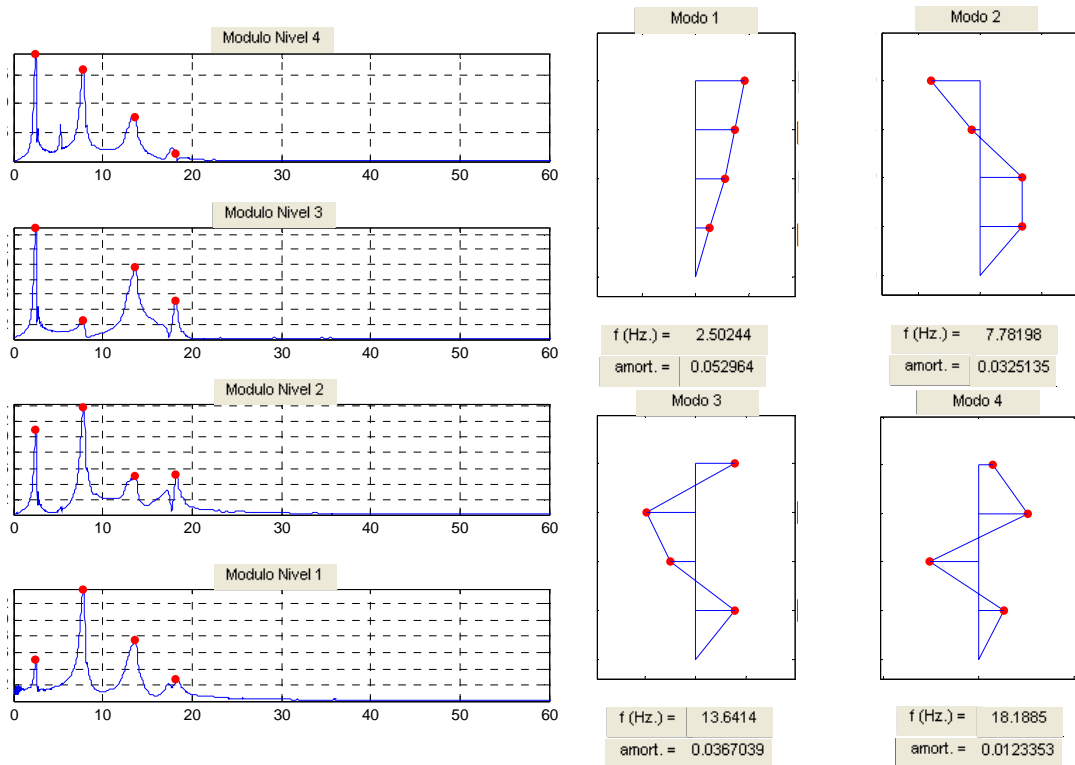 Modulo Nivel 4
0 10 20 30 40 50 60
Modulo Nivel 3
0 10 20 30 40 50 60
Modulo Nivel 2
0 10 20 30 40 50 60
Modulo Nivel 1
0 10 20 30 40 50 60
Modo 1
f (Hz.) = 2.50244
amort. = 0.052964
Modo 2
f (Hz.) = 7.78198
amort. = 0.0325135
Modo 3
f (Hz.) = 13.6414
amort. = 0.0367039
Modo 4
f (Hz.) = 18.1885
amort. = 0.0123353